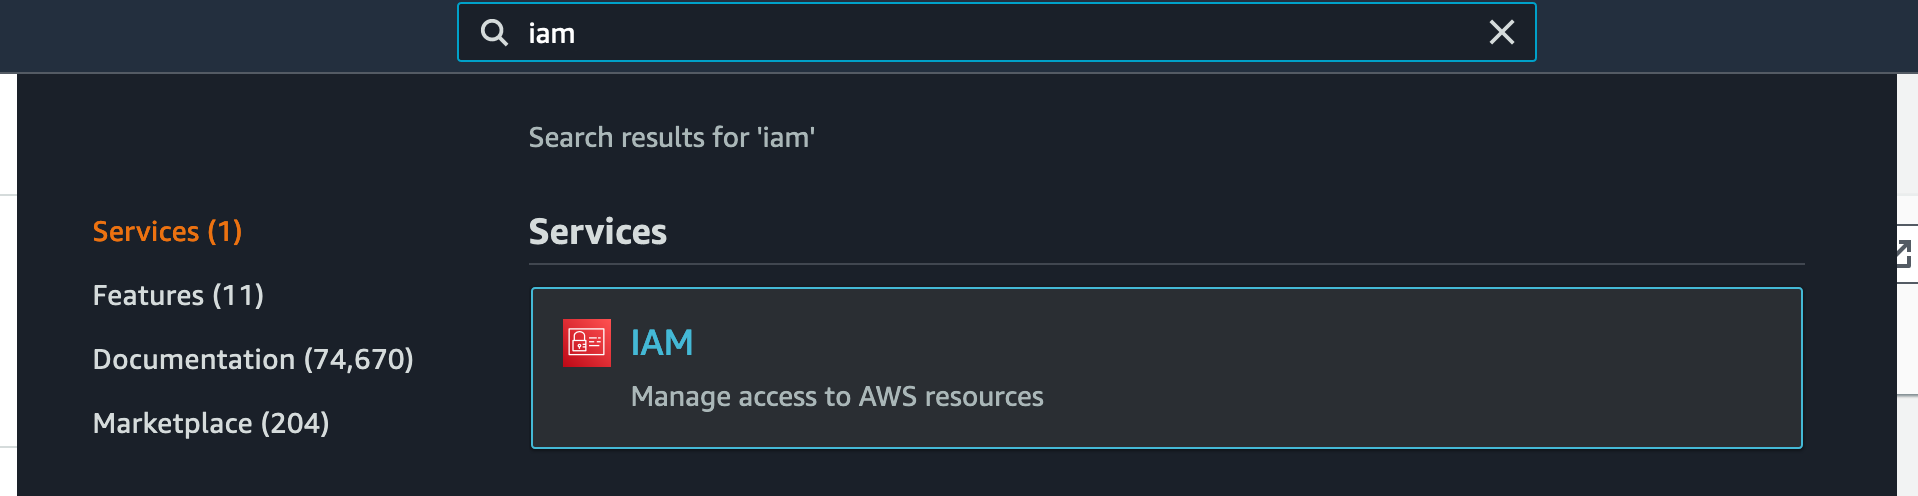 iam
Search results for 'iam'
Services (1)
Features (11)
Documentation (74,670)
Marketplace (204)
Services
IAM
Manage access to AWS resources